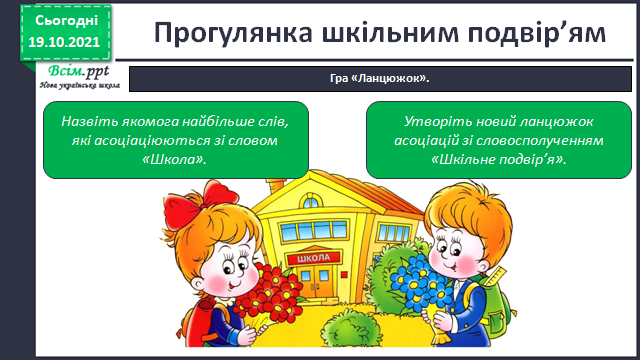 Сьогодні
19.10.2021
Прогулянка шкільним подвір’ям
Всім.ppt
Нова українська школа
Гра «Ланцюжок».
Назвіть якомога найбільше слів,
які асоціаціюються зі словом
«Школа».
Утворіть новий ланцюжок
асоціацій зі словосполученням
«Шкільне подвір’я».
ШКОЛА